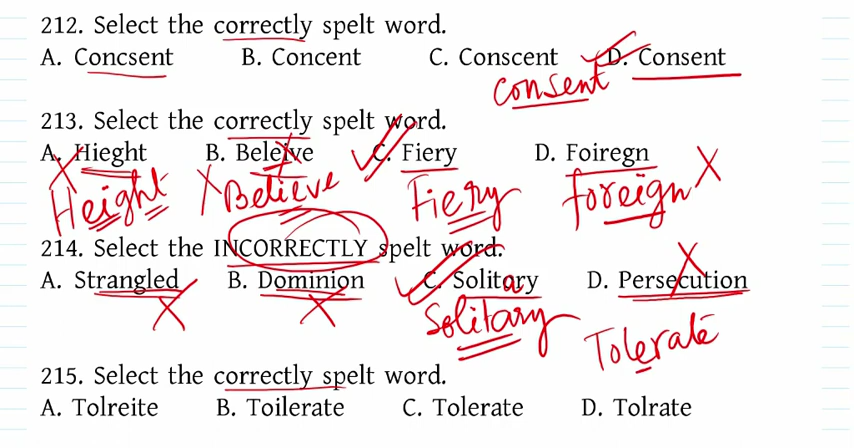 212. Select the correctly spelt word.
A. Concsent B. Concent C. Conscent D. Consent
Consent
213. Select the correctly spelt word.
A. Hieght B. Beleive C. Fiery D. Foiregn
Height Believe Fiery foreign
214. Select the INCORRECTLY spelt word.
A. Strangled B. Dominion C. Solitary D. Persecution
Solitary
Tolerate
215. Select the correctly spelt word.
A. Tolreite B. Toilerate C. Tolerate D. Tolrate